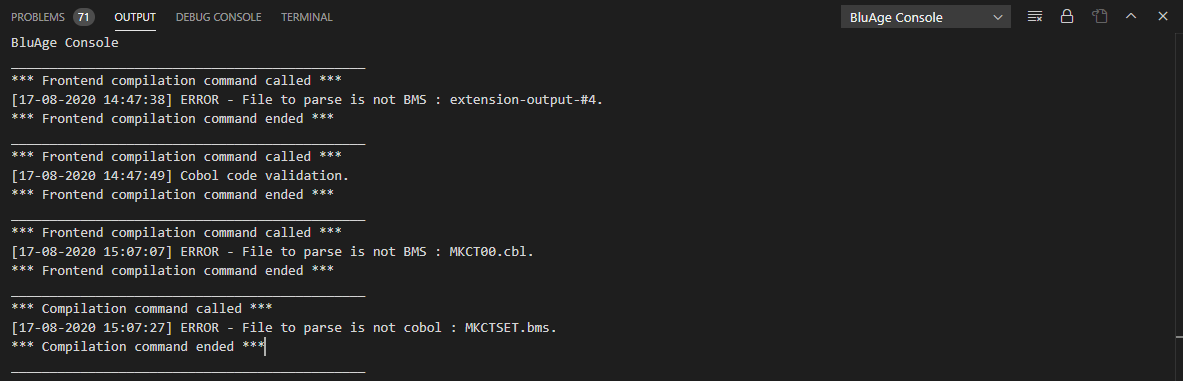 PROBLEMS 71 OUTPUT DEBUG CONSOLE TERMINAL BluAge Console
BluAge Console
______________________________________________
*** Frontend compilation command called ***
[17-08-2020 14:47:38] ERROR - File to parse is not BMS : extension-output-#4.
*** Frontend compilation command ended ***
______________________________________________
*** Frontend compilation command called ***
[17-08-2020 14:47:49] Cobol code validation.
*** Frontend compilation command ended ***
______________________________________________
*** Frontend compilation command called ***
[17-08-2020 15:07:07] ERROR - File to parse is not BMS : MKCT00.cbl.
*** Frontend compilation command ended ***
______________________________________________
*** Compilation command called ***
[17-08-2020 15:07:27] ERROR - File to parse is not cobol : MKCTSET.bms.
*** Compilation command ended ***
______________________________________________